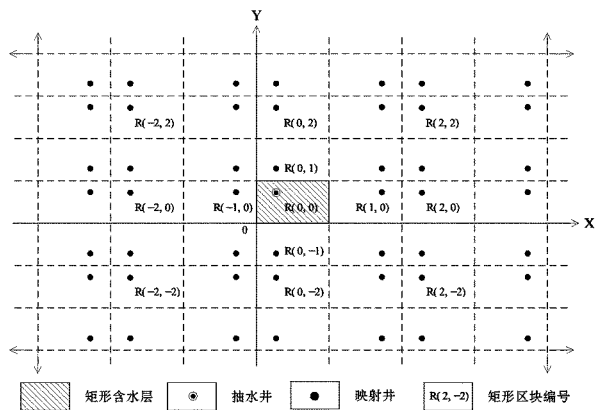 Y
R(-2, 2) R(0, 2) R(2, 2)
R(0, 1)
R(-2, 0) R(-1, 0) R(0, 0) R(1, 0) R(2, 0)
0 X
R(0, -1)
R(-2, -2) R(0, -2) R(2, -2)
矩形含水层 抽水井 映射井 R(2, -2) 矩形区块编号